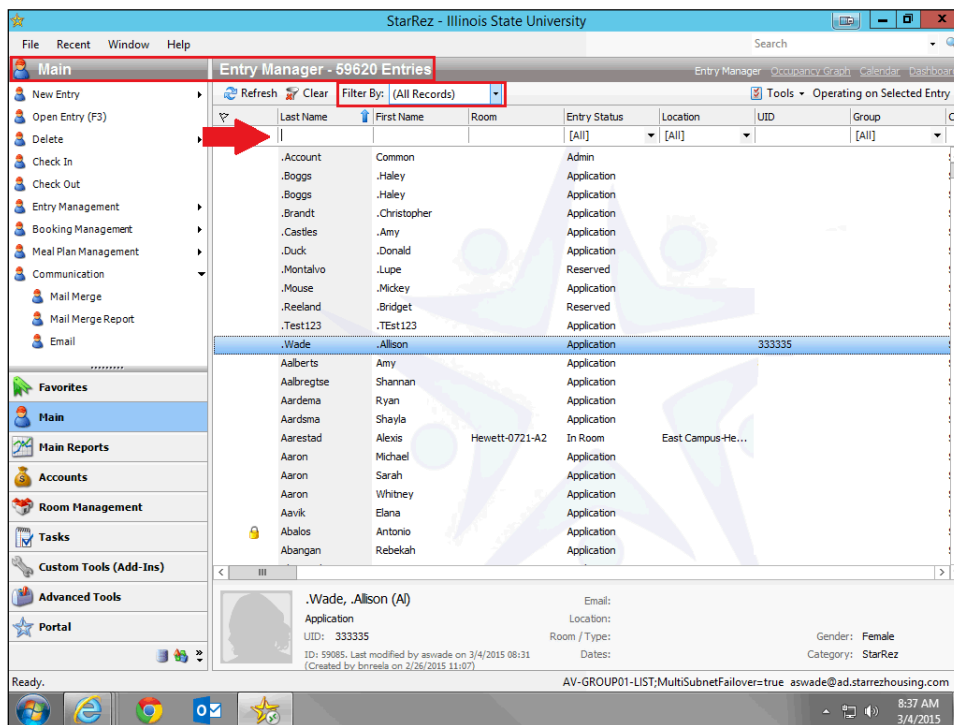 StarRez - Illinois State University
File Recent Window Help Search
Main Entry Manager - 59620 Entries Entry Manager Occupancy Graph Calendar Dashboar
New Entry Refresh Clear Filter By: (All Records) Tools Operating on Selected Entry
Open Entry (F3) Last Name First Name Room Entry Status Location UID Group
Delete [All] [All] [All]
Check In .Account Common Admin
Check Out .Boggs .Haley Application
.Boggs .Haley Application
Entry Management .Brandt .Christopher Application
Booking Management .Castles .Amy Application
Meal Plan Management .Duck .Donald Application
Communication .Montalvo .Lupe Reserved
Mail Merge .Mouse .Mickey Application
Mail Merge Report .Reeland .Bridget Reserved
.Test123 .TEst123 Application
Email .Wade .Allison Application 333335
Aalberts Amy Application
Favorites Aalbregtse Shannan Application
Aardema Ryan Application
Main Aardsma Shayla Application
Main Reports Aarestad Alexis Hewett-0721-A2 In Room East Campus-He...
Aaron Michael Application
Accounts Aaron Sarah Application
Aaron Whitney Application
Room Management Aavik Elana Application
Tasks Abalos Antonio Application
Abangan Rebekah Application
Custom Tools (Add-Ins)
Advanced Tools .Wade, .Allison (Al) Email:
Application Location:
Portal UID: 333335 Room / Type: Gender: Female
ID: 59085. Last modified by aswade on 3/4/2015 08:31 Dates: Category: StarRez
(Created by bnreela on 2/26/2015 11:07)
Ready. AV-GROUP01-LIST;MultiSubnetFailover=true aswade@ad.starrezhousing.com
8:37 AM
3/4/2015